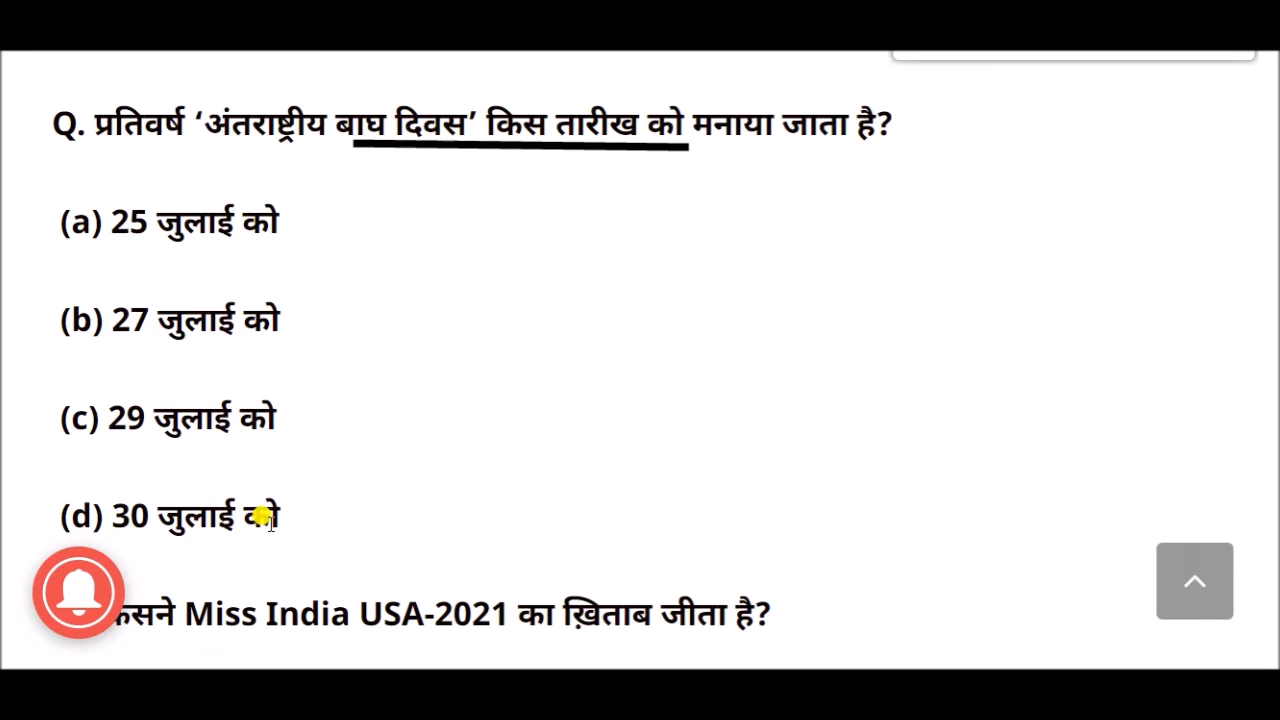 Q. प्रतिवर्ष ‘अंतराष्ट्रीय बाघ दिवस’ किस तारीख को मनाया जाता है?
(a) 25 जुलाई को
(b) 27 जुलाई को
(c) 29 जुलाई को
(d) 30 जुलाई को
Miss India USA-2021 का ख़िताब जीता है?